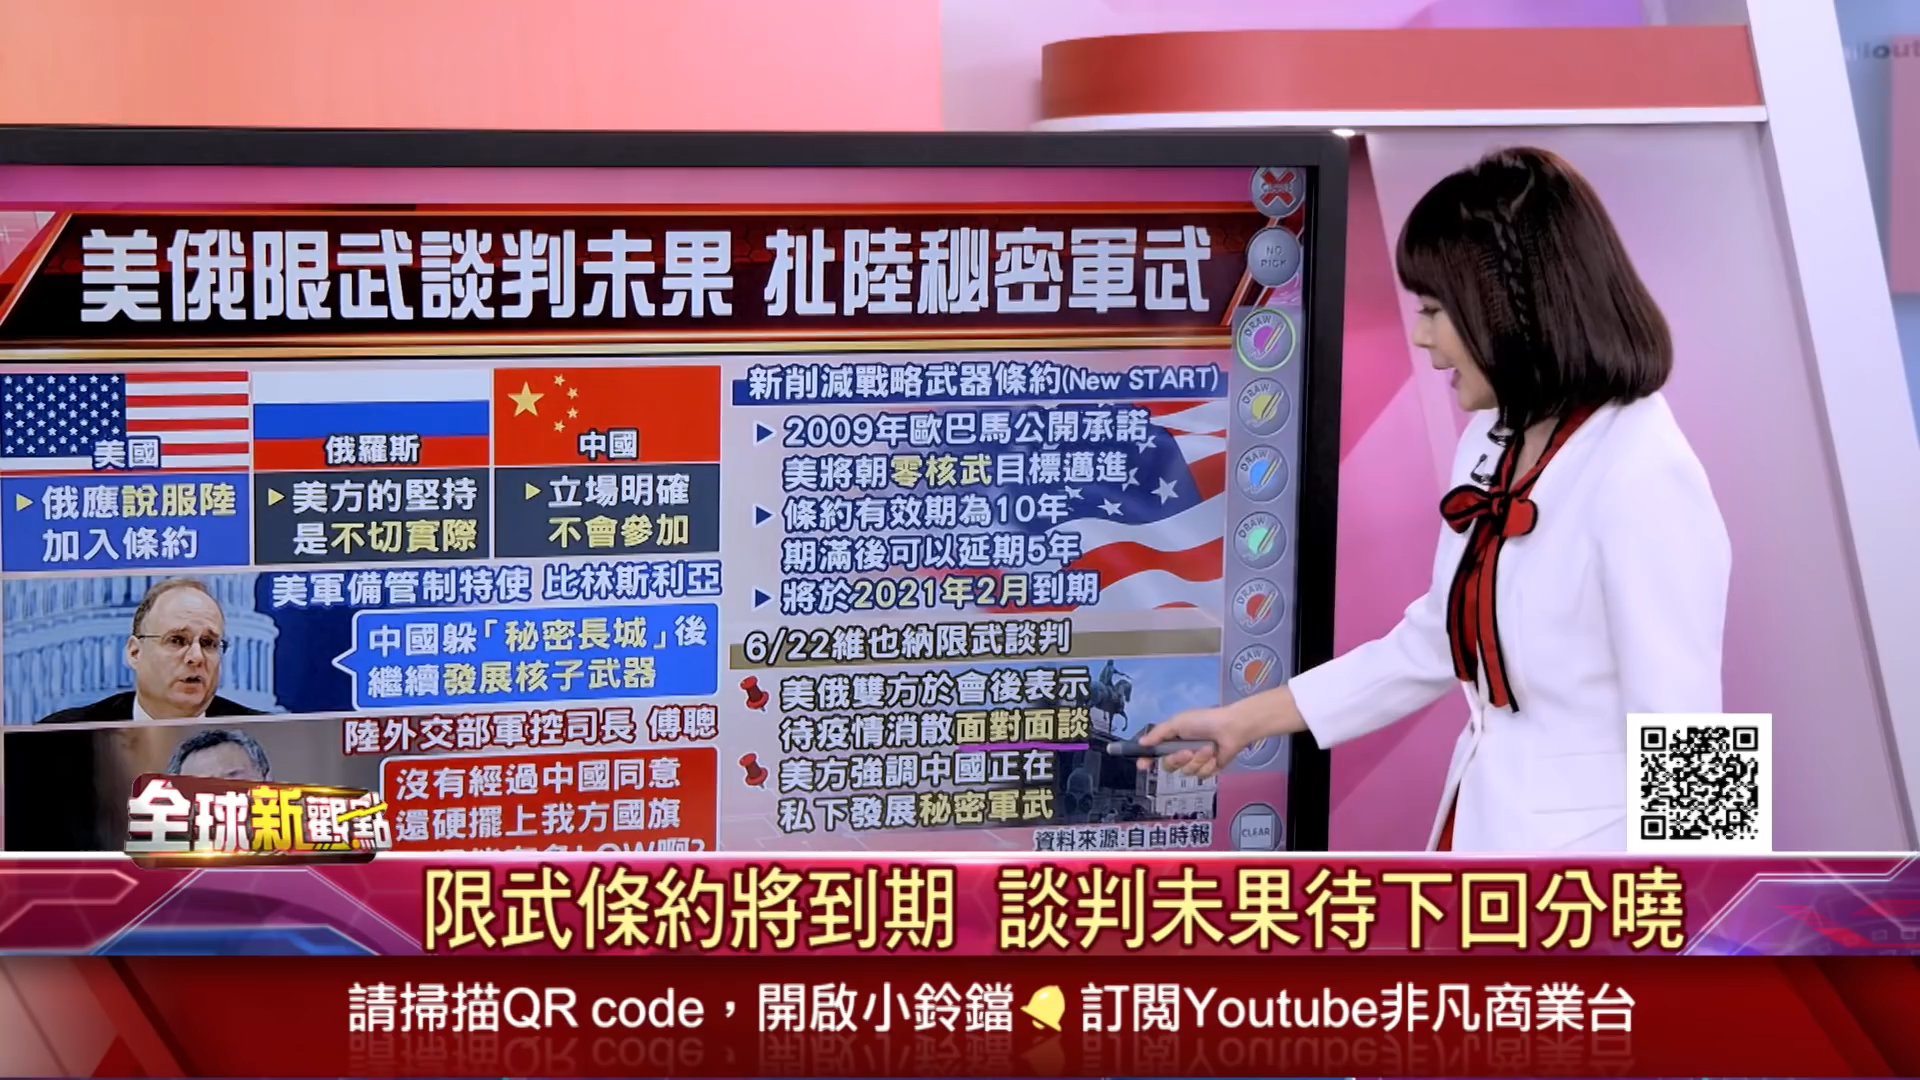 美俄限武談判未果 扯陸秘密軍武
美國
俄應說服陸
加入條約
俄羅斯
美方的堅持
是不切實際
中國
立場明確
不會參加
美軍備管制特使 比林斯利亞
中國躲「秘密長城」後
繼續發展核子武器
陸外交部軍控司長 傅聰
沒有經過中國同意
還硬擺上我方國旗
新削減戰略武器條約(New START)
2009年歐巴馬公開承諾
美將朝零核武目標邁進
條約有效期為10年
期滿後可以延期5年
將於2021年2月到期
6/22維也納限武談判
美俄雙方於會後表示
待疫情消散面對面談
美方強調中國正在
私下發展秘密軍武
資料來源:自由時報
NO
PICK
DRAW
DRAW
DRAW
DRAW
DRAW
DRAW
CLEAR
全球新觀點
限武條約將到期 談判未果待下回分曉
請掃描QR code，開啟小鈴鐺🔔訂閱Youtube非凡商業台